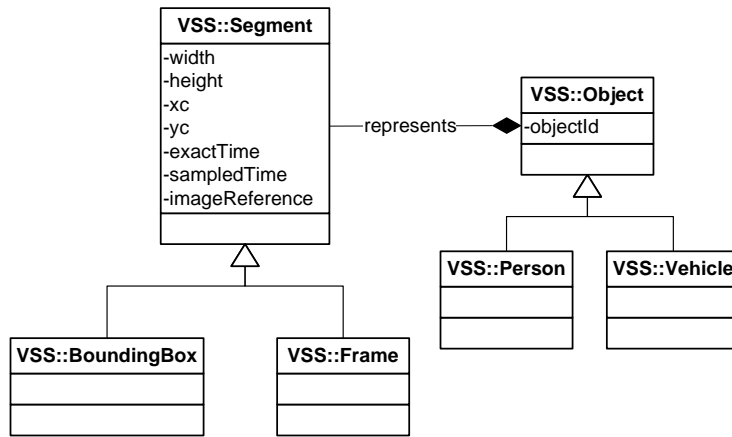 VSS::Segment
-width
-height
-xc
-yc
-exactTime
-sampledTime
-imageReference
represents
VSS::Object
-objectId
VSS::Person
VSS::Vehicle
VSS::BoundingBox
VSS::Frame